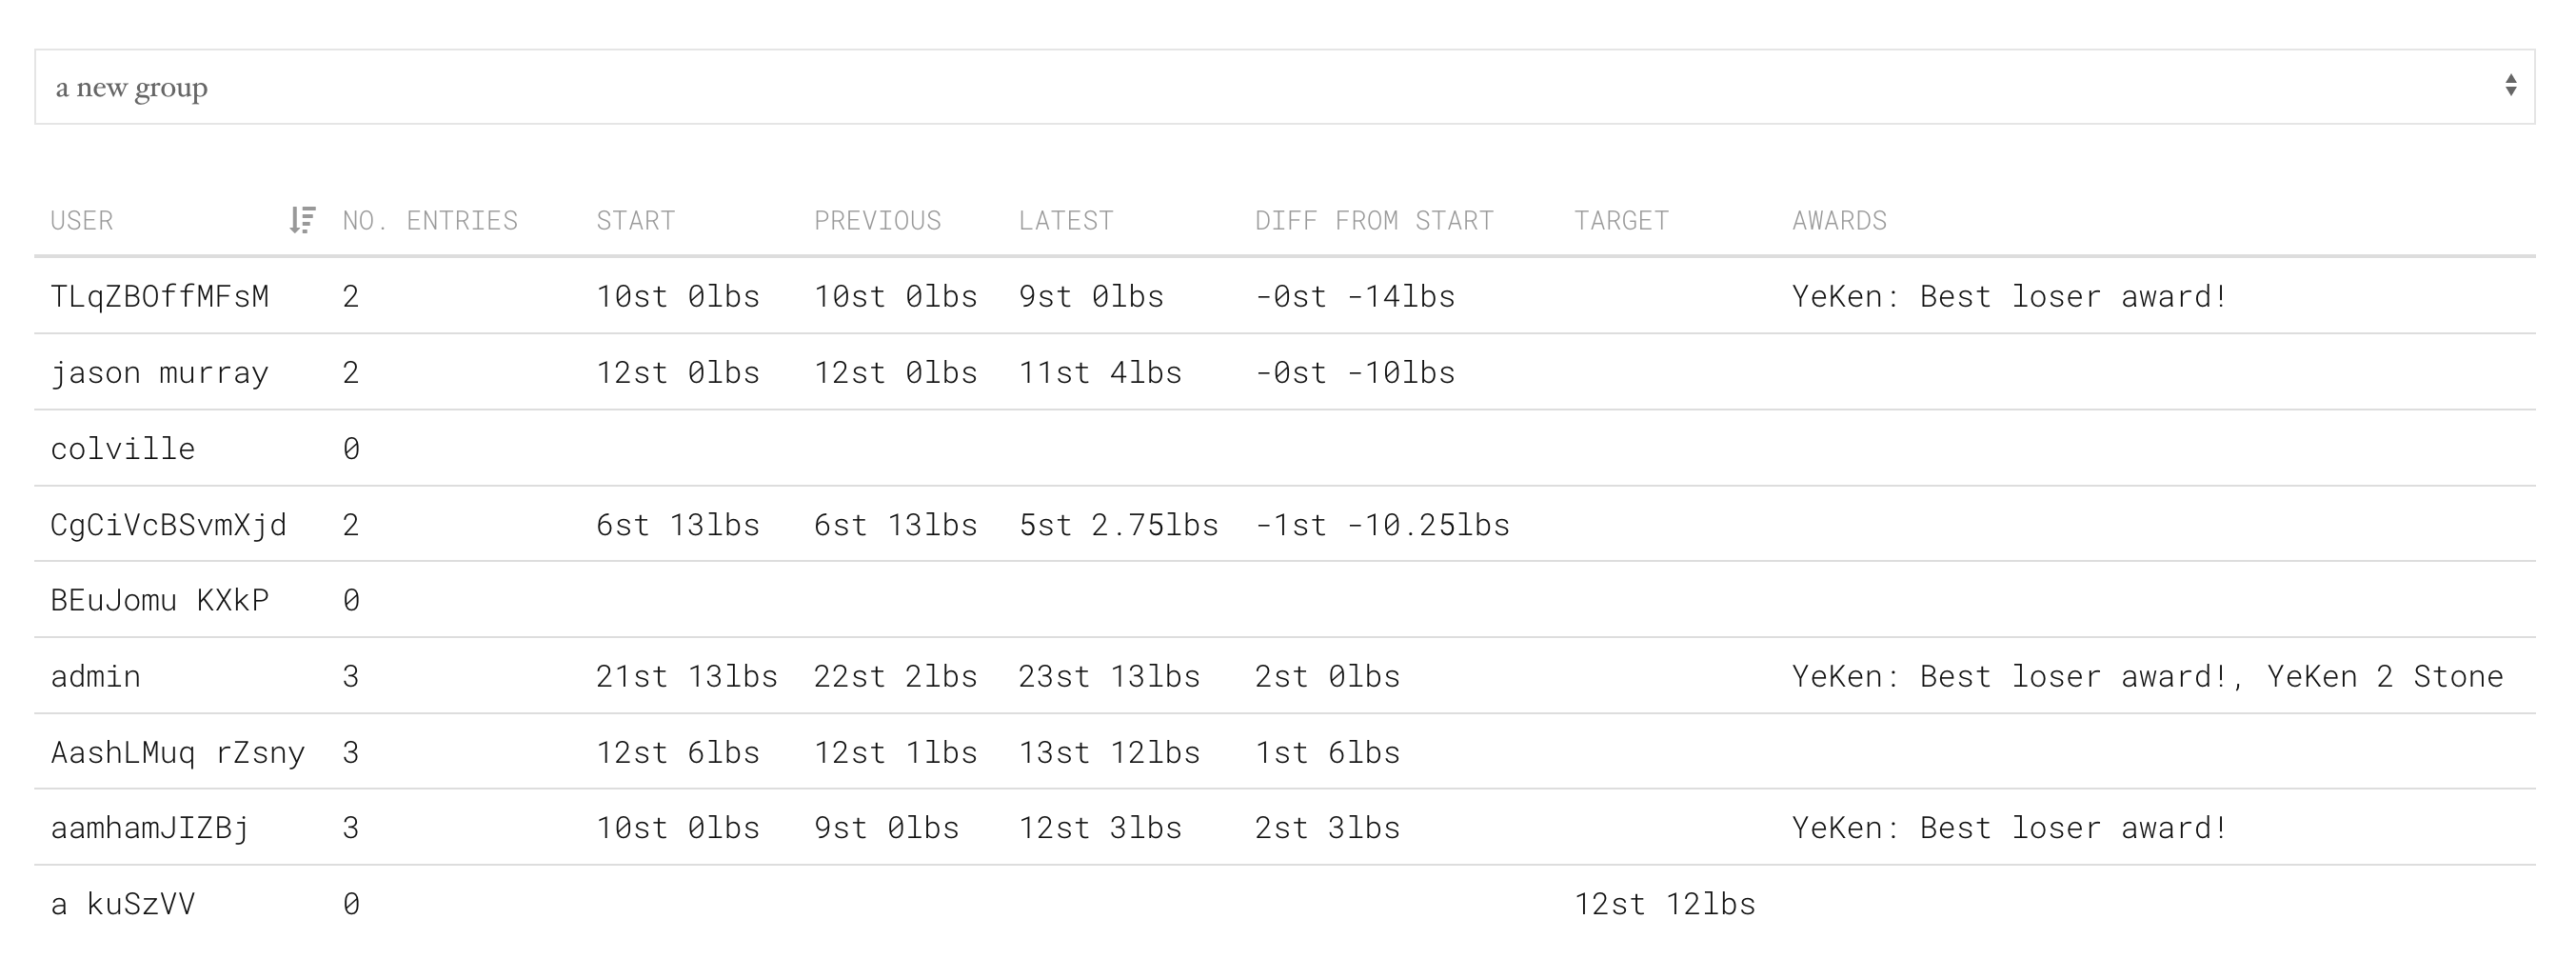 a new group
USER NO. ENTRIES START PREVIOUS LATEST DIFF FROM START TARGET AWARDS
TLqZBOffMFsM 2 10st 0lbs 10st 0lbs 9st 0lbs -0st -14lbs YeKen: Best loser award!
jason murray 2 12st 0lbs 12st 0lbs 11st 4lbs -0st -10lbs
colville 0
CgCiVcBSvmXjd 2 6st 13lbs 6st 13lbs 5st 2.75lbs -1st -10.25lbs
BEuJomu KXkP 0
admin 3 21st 13lbs 22st 2lbs 23st 13lbs 2st 0lbs YeKen: Best loser award!, YeKen 2 Stone
AashLMuq rZsny 3 12st 6lbs 12st 1lbs 13st 12lbs 1st 6lbs
aamhamJIZBj 3 10st 0lbs 9st 0lbs 12st 3lbs 2st 3lbs YeKen: Best loser award!
a kuSzVV 0 12st 12lbs